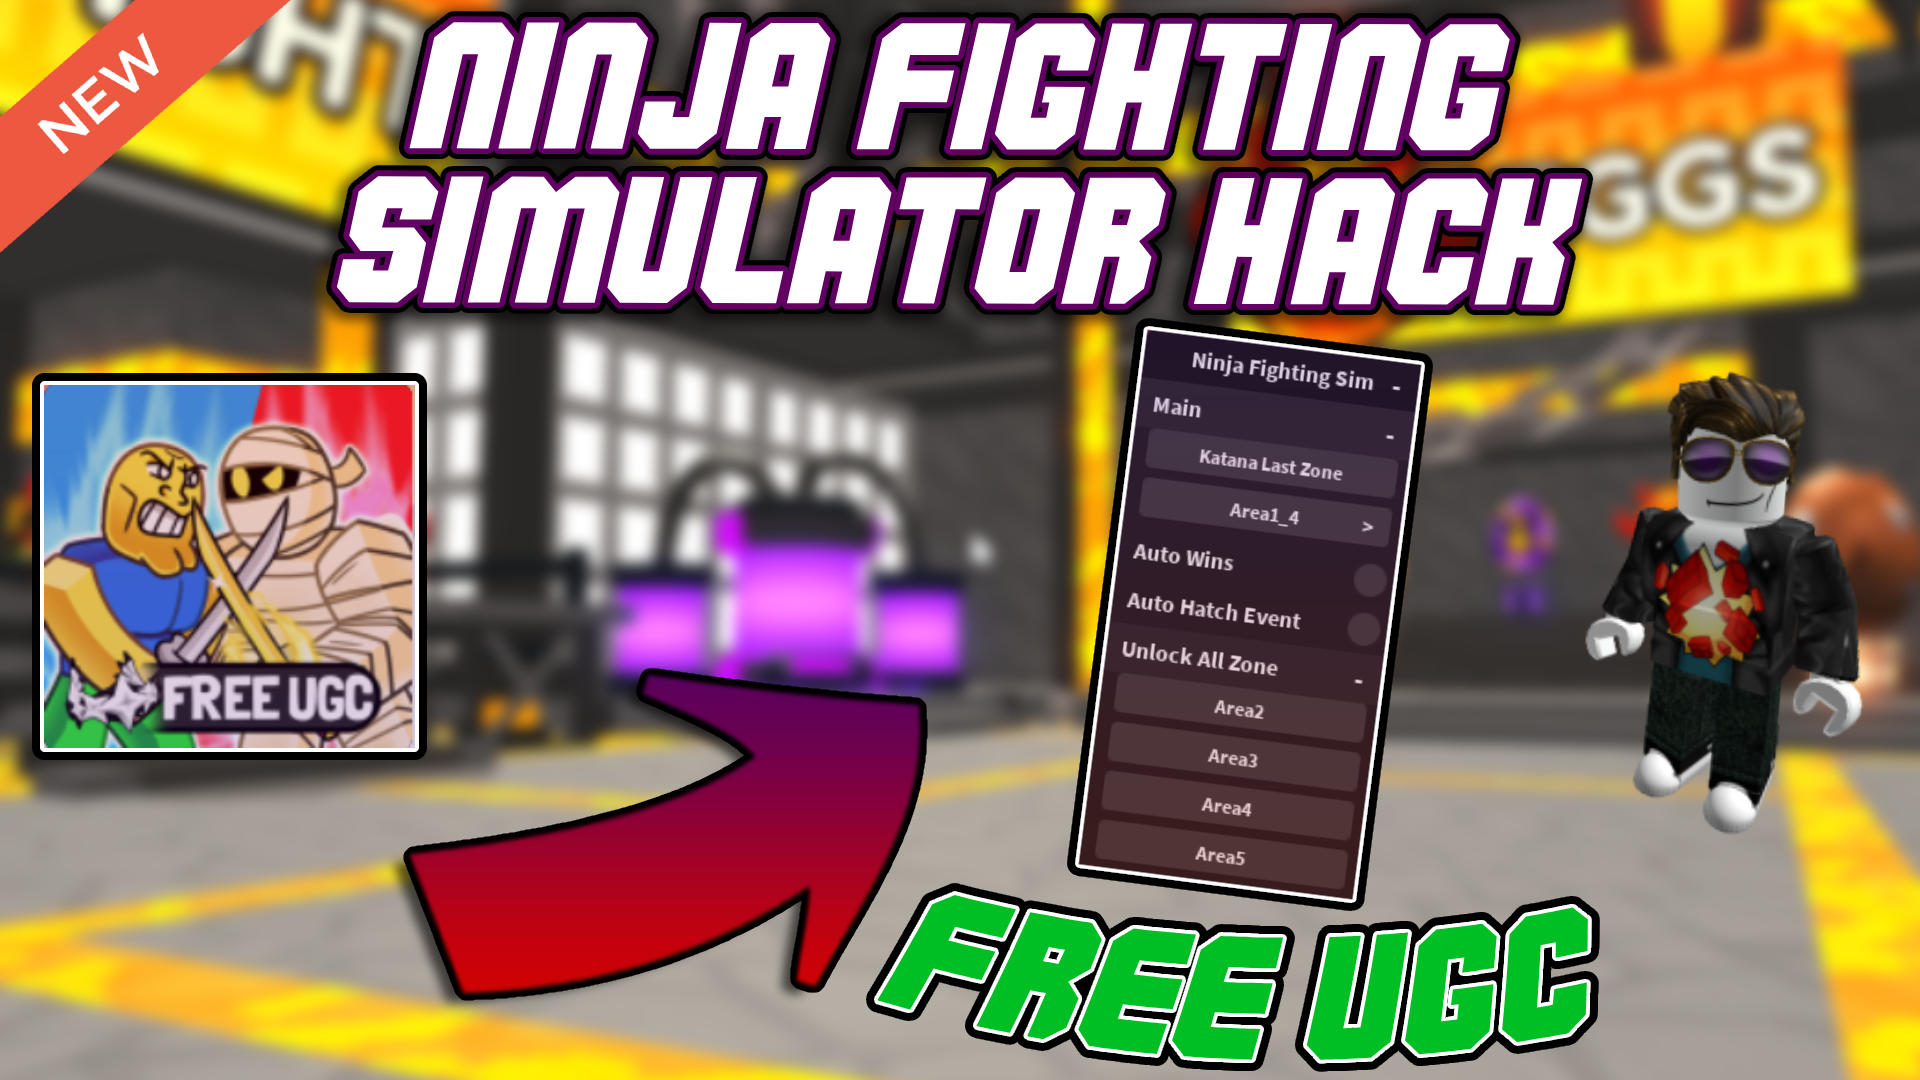 NEW
NINJA FIGHTING
SIMULATOR HACK
GGS
FREE UGC
Ninja Fighting Sim -
Main -
Katana Last Zone
Area1_4 >
Auto Wins
Auto Hatch Event
Unlock All Zone -
Area2
Area3
Area4
Area5
FREE UGC